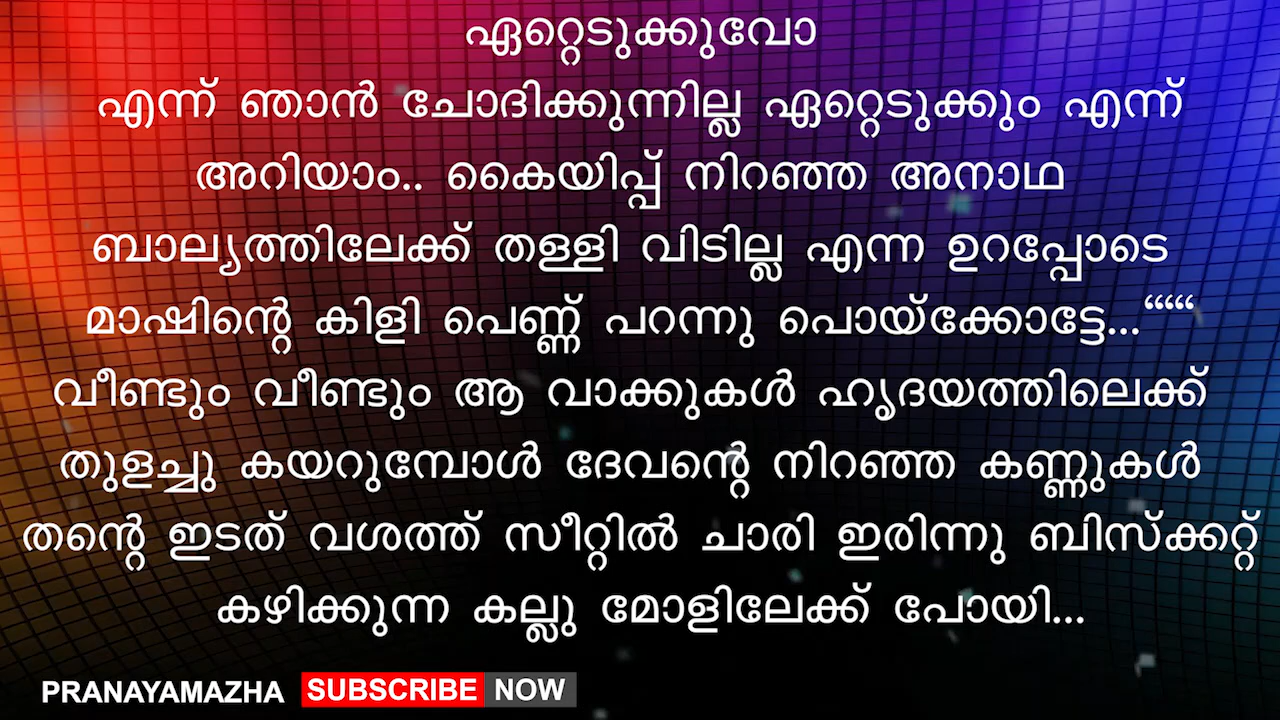 ഏറ്റെടുക്കുവോ
എന്ന് ഞാൻ ചോദിക്കുന്നില്ല ഏറ്റെടുക്കും എന്ന്
അറിയാം.. കൈയിപ്പ് നിറഞ്ഞ അനാഥ
ബാല്യത്തിലേക്ക് തള്ളി വിടില്ല എന്ന ഉറപ്പോടെ
മാഷിന്റെ കിളി പെണ്ണ് പറന്നു പൊയ്ക്കോട്ടേ...“““
വീണ്ടും വീണ്ടും ആ വാക്കുകൾ ഹൃദയത്തിലെക്ക്
തുളച്ചു കയറുമ്പോൾ ദേവന്റെ നിറഞ്ഞ കണ്ണുകൾ
തന്റെ ഇടത് വശത്ത് സീറ്റിൽ ചാരി ഇരിന്നു ബിസ്ക്കറ്റ്
കഴിക്കുന്ന കല്ലു മോളിലേക്ക് പോയി...
PRANAYAMAZHA SUBSCRIBE NOW